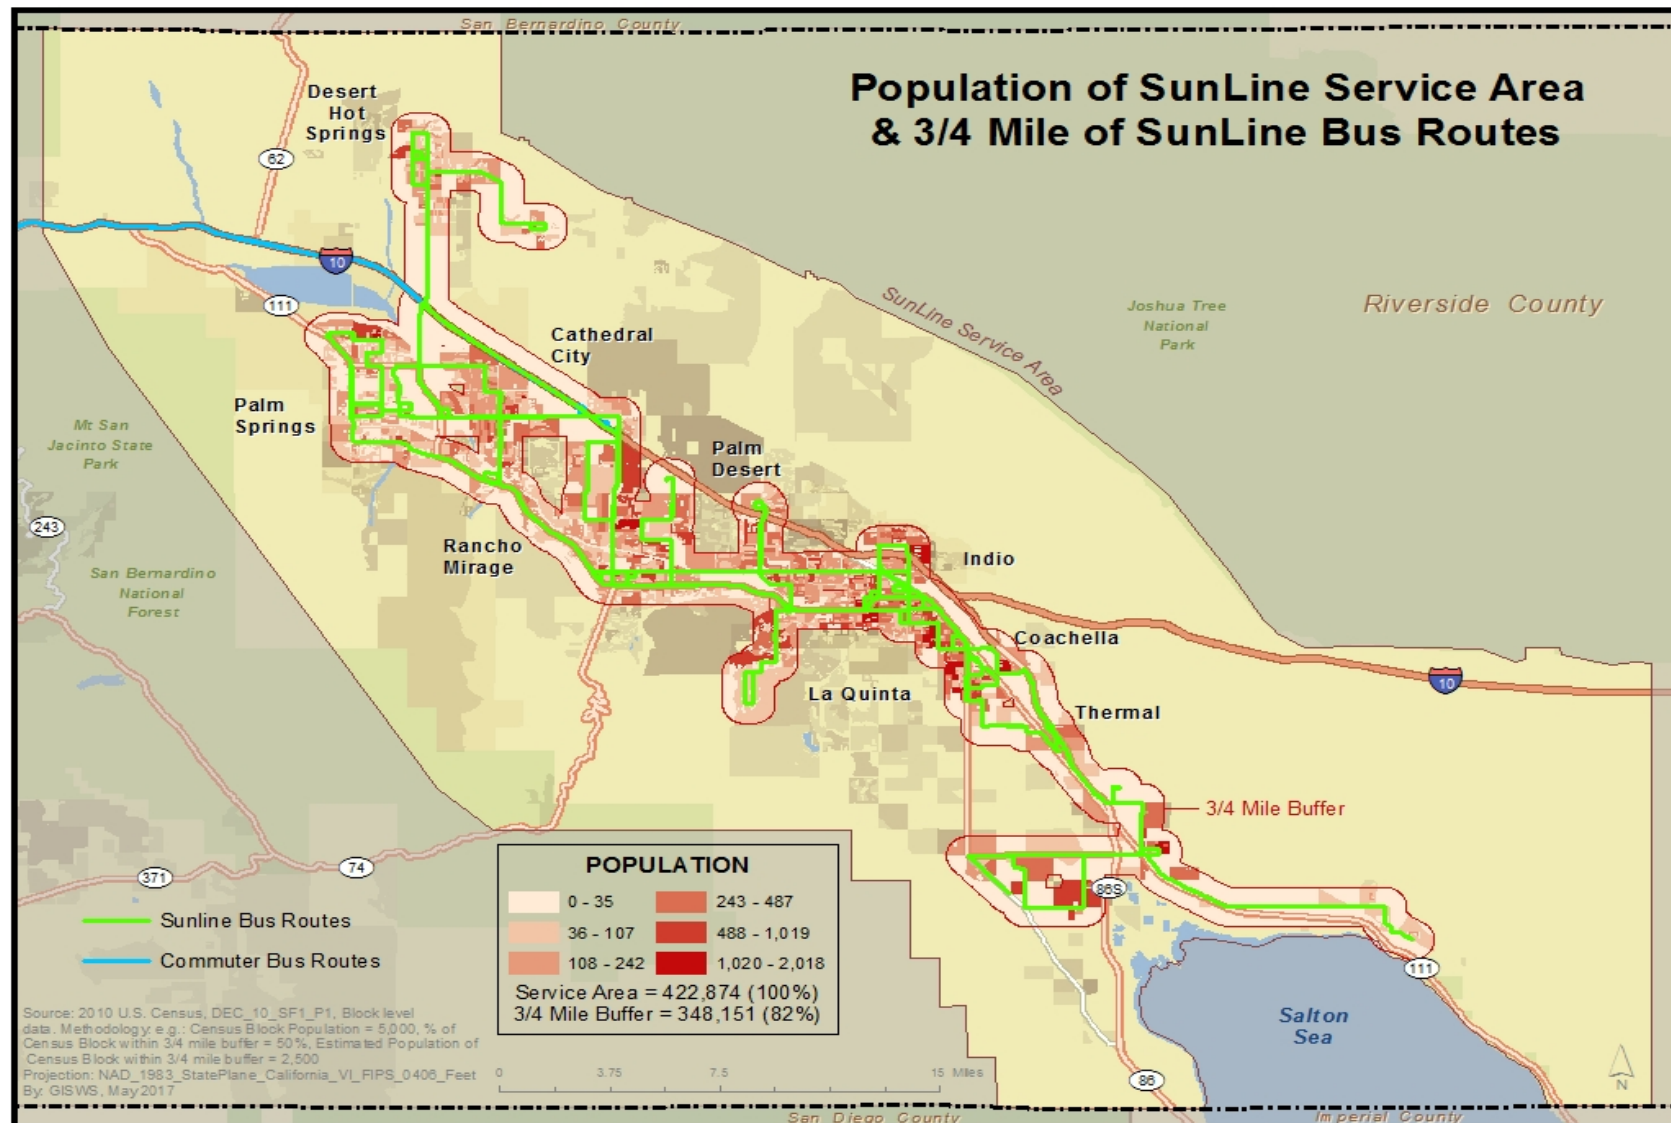 San Bernardino County
Population of SunLine Service Area
& 3/4 Mile of SunLine Bus Routes
Desert
Hot
Springs
62
10
111
Cathedral
City
SunLine Service Area
Joshua Tree
National
Park
Riverside County
Palm
Springs
Mt San
Jacinto State
Park
Palm
Desert
243
Rancho
Mirage
Indio
San Bernardino
National
Forest
Coachella
10
La Quinta
Thermal
3/4 Mile Buffer
74
371
86S
POPULATION
0 - 35
36 - 107
108 - 242
243 - 487
488 - 1,019
1,020 - 2,018
Service Area = 422,874 (100%)
3/4 Mile Buffer = 348,151 (82%)
Sunline Bus Routes
Commuter Bus Routes
111
Salton
Sea
Source: 2010 U.S. Census, DEC_10_SF1_P1, Block level
data. Methodology: e.g.: Census Block Population = 5,000, % of
Census Block within 3/4 mile buffer = 50%, Estimated Population of
Census Block within 3/4 mile buffer = 2,500
Projection: NAD_1983_StatePlane_California_VI_FIPS_0406_Feet
By: GISWS, May 2017
0 3.75 7.5 15 Miles
86
N
San Diego County
Imperial County